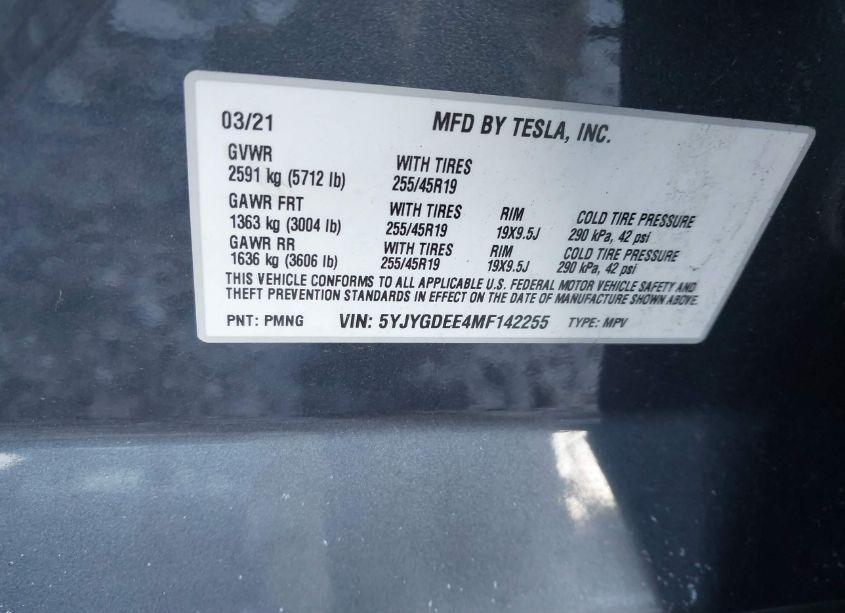 03/21 MFD BY TESLA, INC.
GVWR WITH TIRES
2591 kg (5712 lb) 255/45R19
GAWR FRT WITH TIRES RIM COLD TIRE PRESSURE
1363 kg (3004 lb) 255/45R19 19X9.5J 290 kPa, 42 psi
GAWR RR WITH TIRES RIM COLD TIRE PRESSURE
1636 kg (3606 lb) 255/45R19 19X9.5J 290 kPa, 42 psi
THIS VEHICLE CONFORMS TO ALL APPLICABLE U.S. FEDERAL MOTOR VEHICLE SAFETY AND
THEFT PREVENTION STANDARDS IN EFFECT ON THE DATE OF MANUFACTURE SHOWN ABOVE.
PNT: PMNG VIN: 5YJYGDEE4MF142255 TYPE: MPV